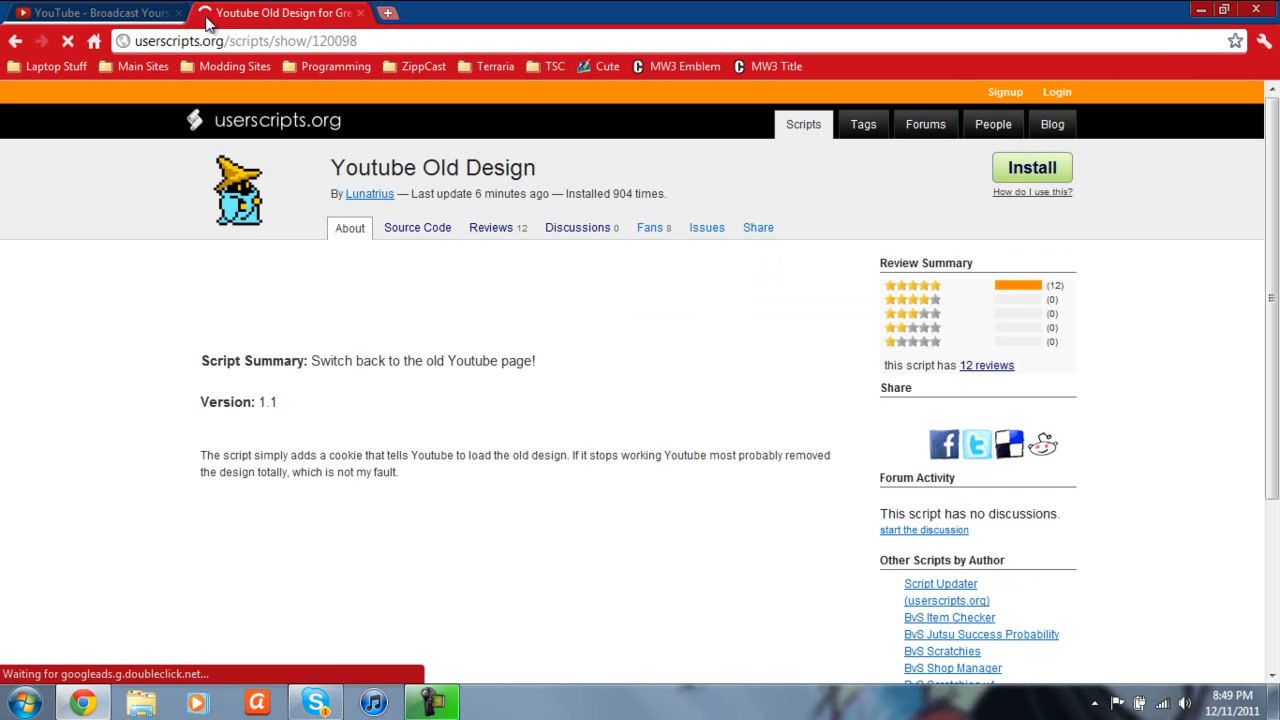 YouTube - Broadcast Yours
Youtube Old Design for Gre
userscripts.org/scripts/show/120098
Laptop Stuff
Main Sites
Modding Sites
Programming
ZippCast
Terraria
TSC
Cute
MW3 Emblem
MW3 Title
Signup
Login
userscripts.org
Scripts
Tags
Forums
People
Blog
Youtube Old Design
Install
By Lunatrius — Last update 6 minutes ago — Installed 904 times.
How do I use this?
About
Source Code
Reviews 12
Discussions 0
Fans 8
Issues
Share
Review Summary
(12)
(0)
(0)
(0)
(0)
this script has 12 reviews
Script Summary: Switch back to the old Youtube page!
Version: 1.1
The script simply adds a cookie that tells Youtube to load the old design. If it stops working Youtube most probably removed
the design totally, which is not my fault.
Share
Forum Activity
This script has no discussions.
start the discussion
Other Scripts by Author
Script Updater
(userscripts.org)
BvS Item Checker
BvS Jutsu Success Probability
BvS Scratchies
BvS Shop Manager
Waiting for googleads.g.doubleclick.net...
8:49 PM
12/11/2011